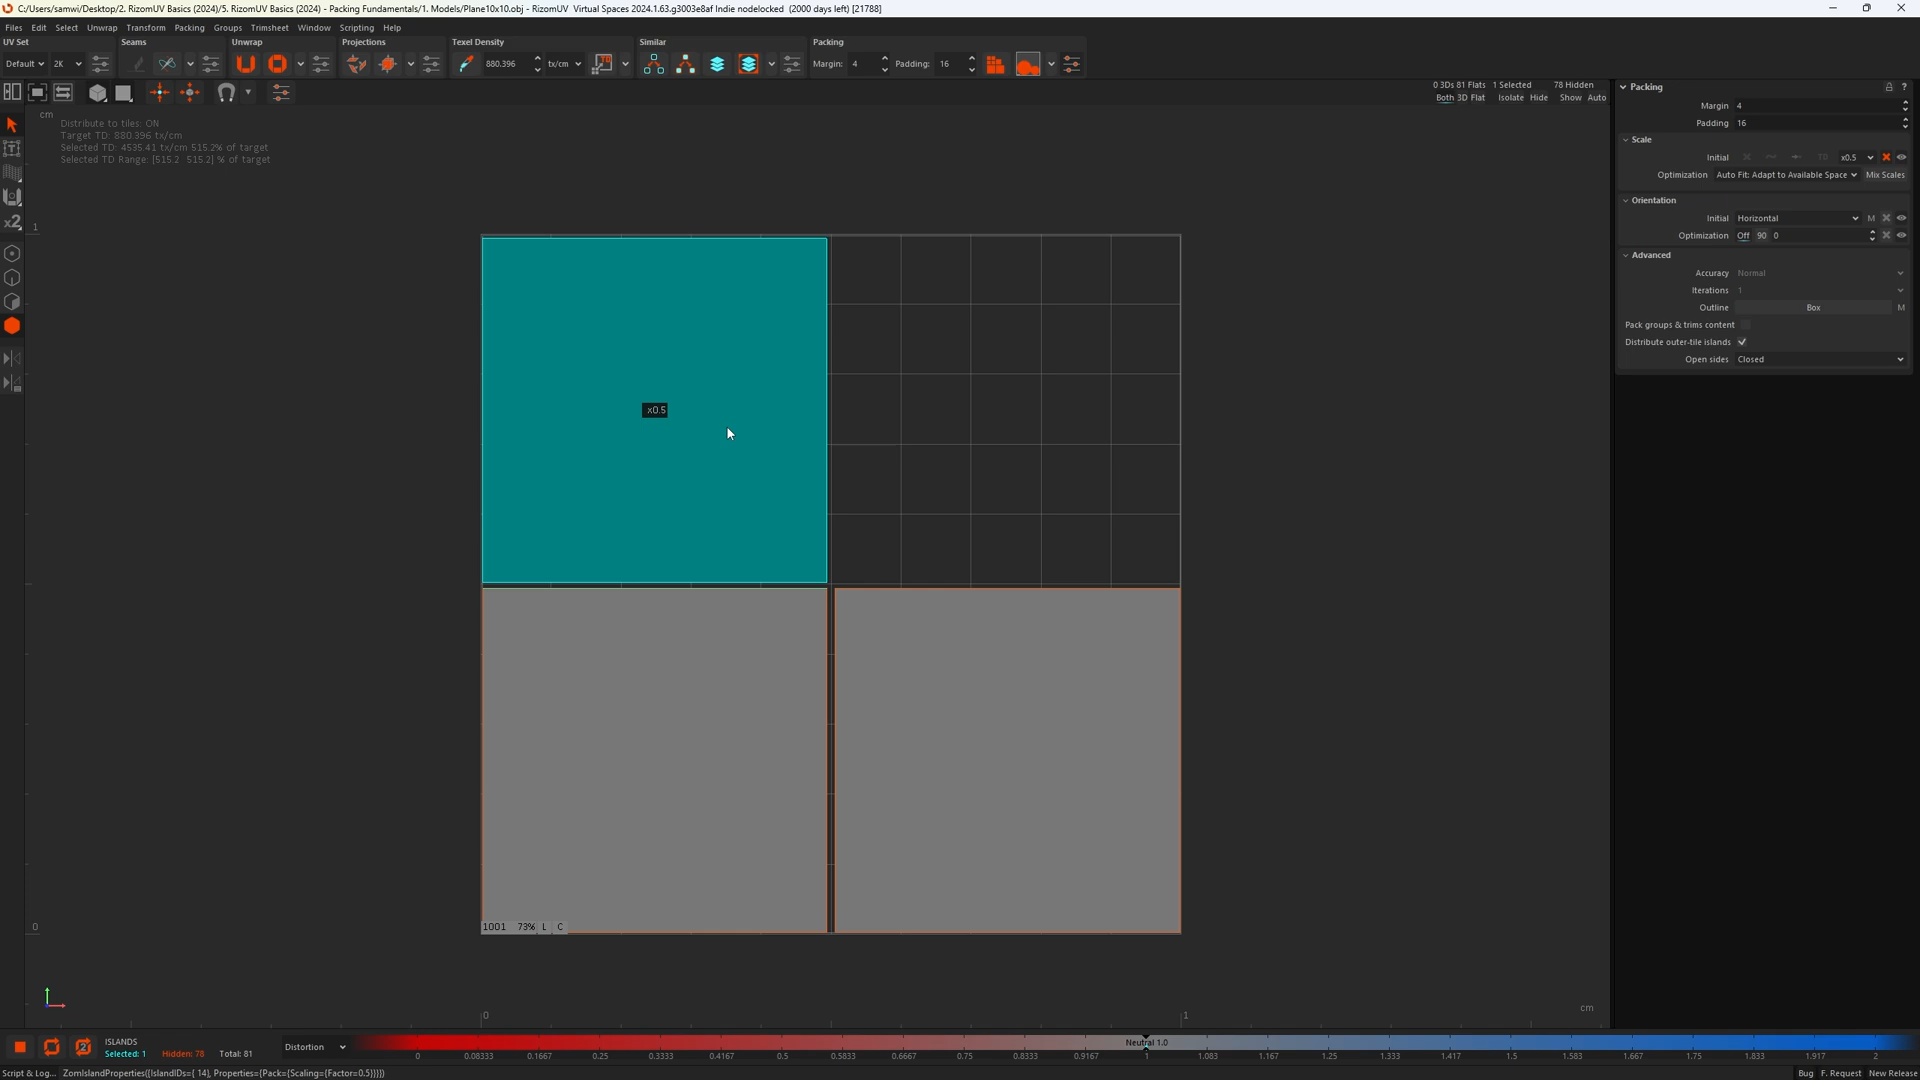 C:/Users/samwi/Desktop/2. RizomUV Basics (2024)/5. RizomUV Basics (2024) - Packing Fundamentals/1. Models/Plane10x10.obj - RizomUV Virtual Spaces 2024.1.63.g3003e8af Indie nodelocked (2000 days left) [21788]
Files Edit Select Unwrap Transform Packing Groups Trimsheet Window Scripting Help
UV Set Seams Unwrap Projections Texel Density Similar Packing
Default 2K 880.396 tx/cm Margin: 4 Padding: 16
0 3Ds 81 Flats 1 Selected 78 Hidden
Both 3D Flat Isolate Hide Show Auto
cm
Distribute to tiles: ON
Target TD: 880.396 tx/cm
Selected TD: 4535.41 tx/cm 515.2% of target
Selected TD Range: [515.2 515.2] % of target
Packing ?
Margin 4
Padding 16
Scale
Initial TD x0.5
Optimization Auto Fit: Adapt to Available Space Mix Scales
Orientation
Initial Horizontal M
Optimization Off 90 0
Advanced
Accuracy Normal
Iterations 1
Outline Box M
Pack groups & trims content
Distribute outer-tile islands
Open sides Closed
1
x0.5
0
1001 73% L C
0 1 cm
ISLANDS
Selected: 1 Hidden: 78 Total: 81
Distortion
Neutral 1.0
0 0.08333 0.1667 0.25 0.3333 0.4167 0.5 0.5833 0.6667 0.75 0.8333 0.9167 1 1.083 1.167 1.25 1.333 1.417 1.5 1.583 1.667 1.75 1.833 1.917 2
Script & Log... ZomIslandProperties({IslandIDs={ 14}, Properties={Pack={Scaling={Factor=0.5}}}})
Bug F. Request New Release